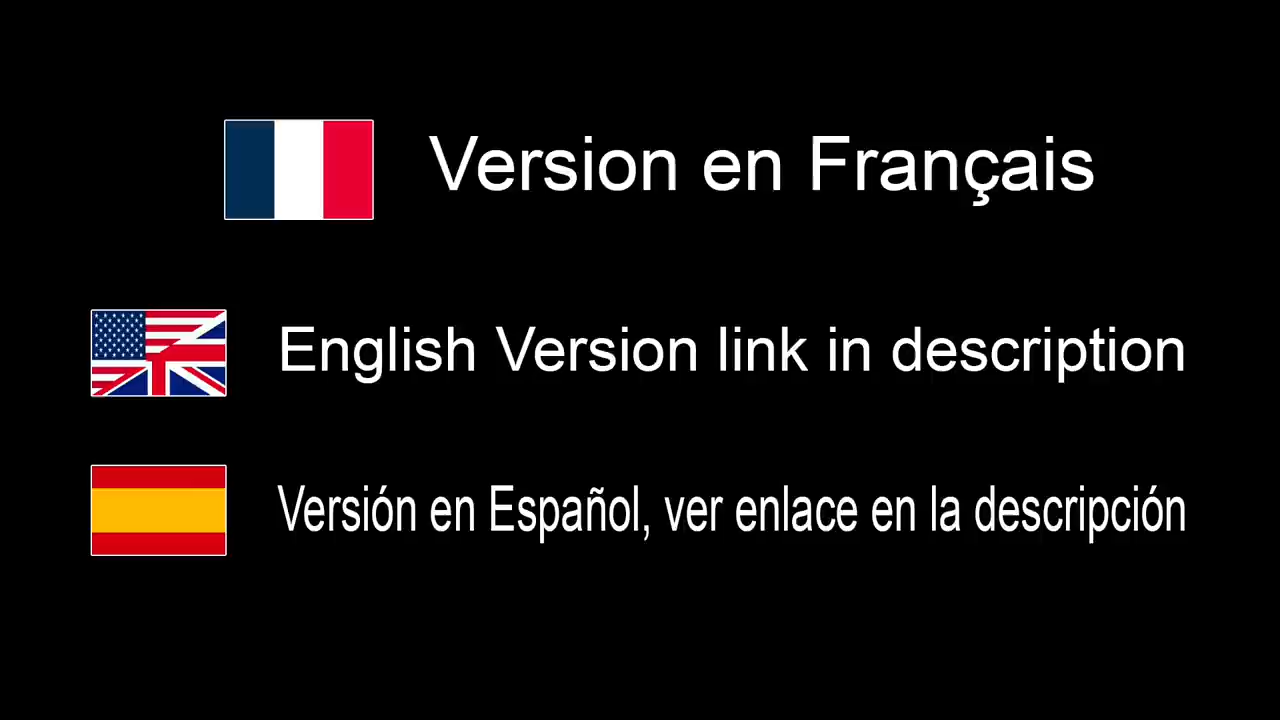 Version en Français
English Version link in description
Versión en Español, ver enlace en la descripción